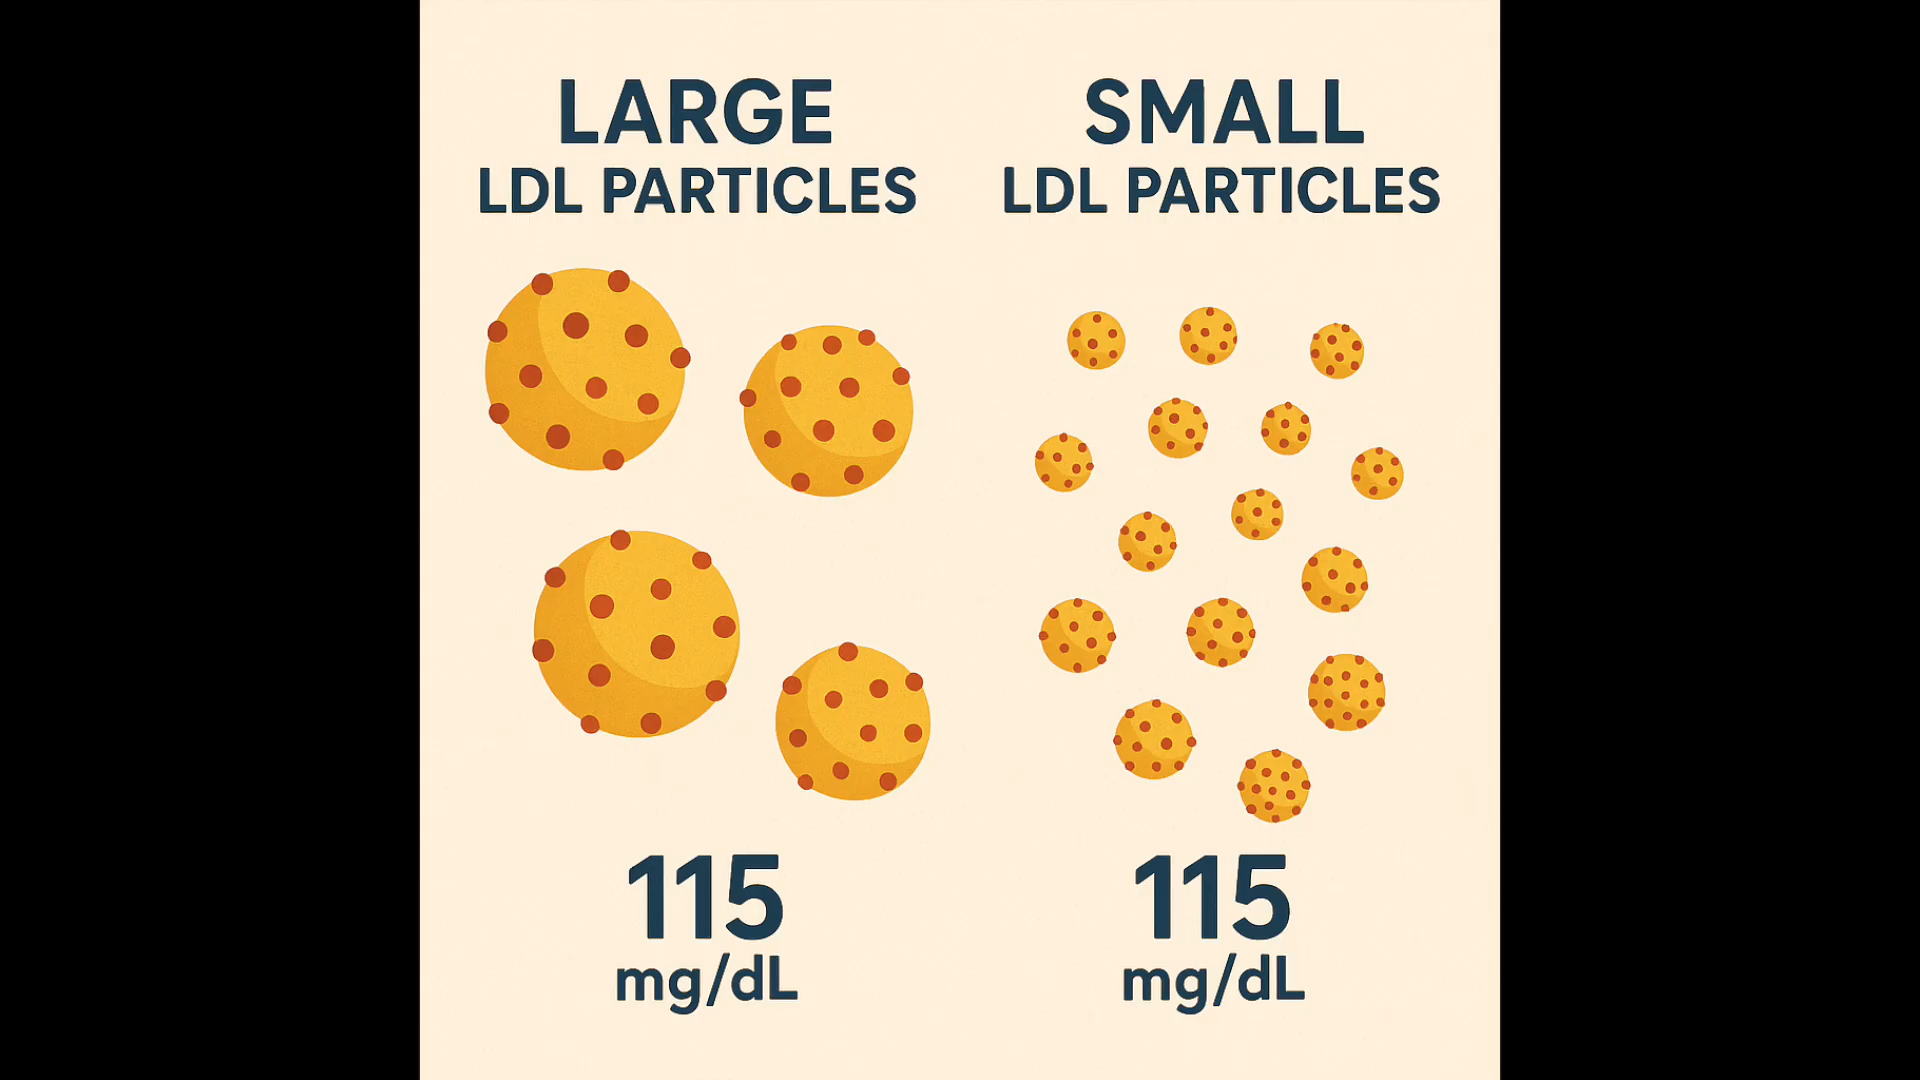 LARGE
LDL PARTICLES
115
mg/dL
SMALL
LDL PARTICLES
115
mg/dL